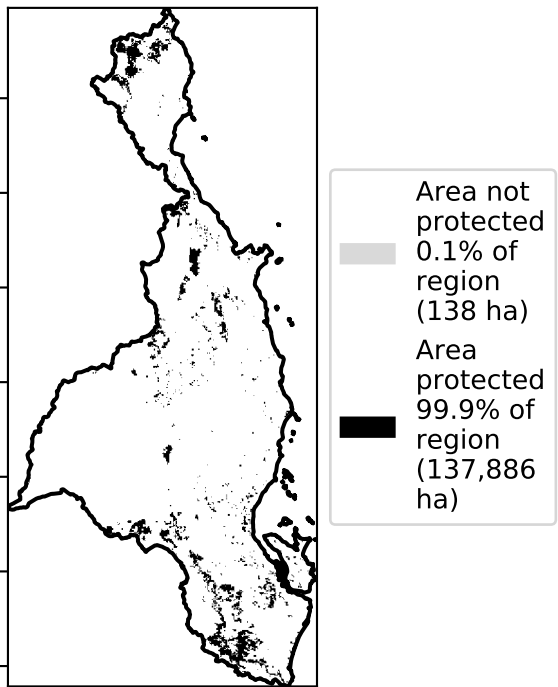 Area not
protected
0.1% of
region
(138 ha)
Area
protected
99.9% of
region
(137,886
ha)